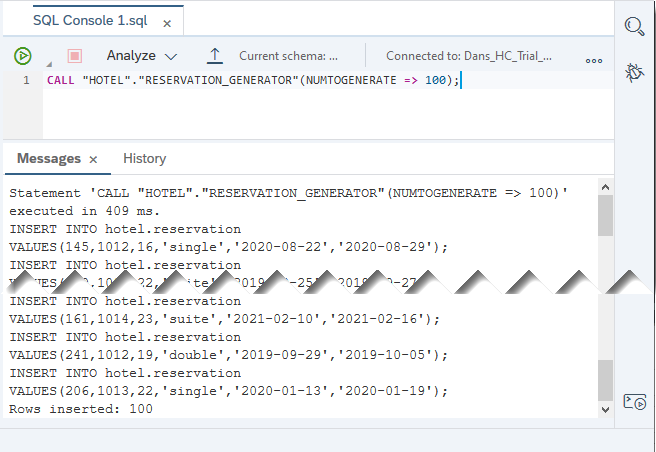 SQL Console 1.sql ×
Analyze
Current schema: ...
Connected to: Dans_HC_Trial_...
1 CALL "HOTEL"."RESERVATION_GENERATOR"(NUMTOGENERATE => 100);
Messages ×
History
Statement 'CALL "HOTEL"."RESERVATION_GENERATOR"(NUMTOGENERATE => 100)'
executed in 409 ms.
INSERT INTO hotel.reservation
VALUES(145,1012,16,'single','2020-08-22','2020-08-29');
INSERT INTO hotel.reservation
INSERT INTO hotel.reservation
VALUES(161,1014,23,'suite','2021-02-10','2021-02-16');
INSERT INTO hotel.reservation
VALUES(241,1012,19,'double','2019-09-29','2019-10-05');
INSERT INTO hotel.reservation
VALUES(206,1013,22,'single','2020-01-13','2020-01-19');
Rows inserted: 100